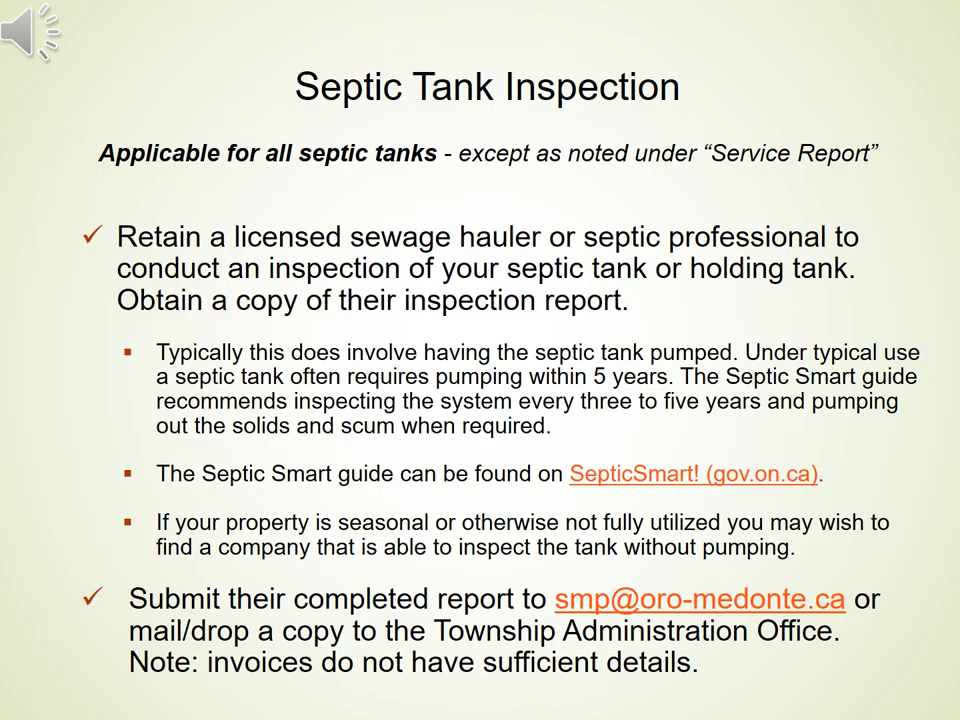 Septic Tank Inspection
Applicable for all septic tanks - except as noted under “Service Report”
✓ Retain a licensed sewage hauler or septic professional to
conduct an inspection of your septic tank or holding tank.
Obtain a copy of their inspection report.
▪ Typically this does involve having the septic tank pumped. Under typical use
a septic tank often requires pumping within 5 years. The Septic Smart guide
recommends inspecting the system every three to five years and pumping
out the solids and scum when required.
▪ The Septic Smart guide can be found on SepticSmart! (gov.on.ca).
▪ If your property is seasonal or otherwise not fully utilized you may wish to
find a company that is able to inspect the tank without pumping.
✓ Submit their completed report to smp@oro-medonte.ca or
mail/drop a copy to the Township Administration Office.
Note: invoices do not have sufficient details.